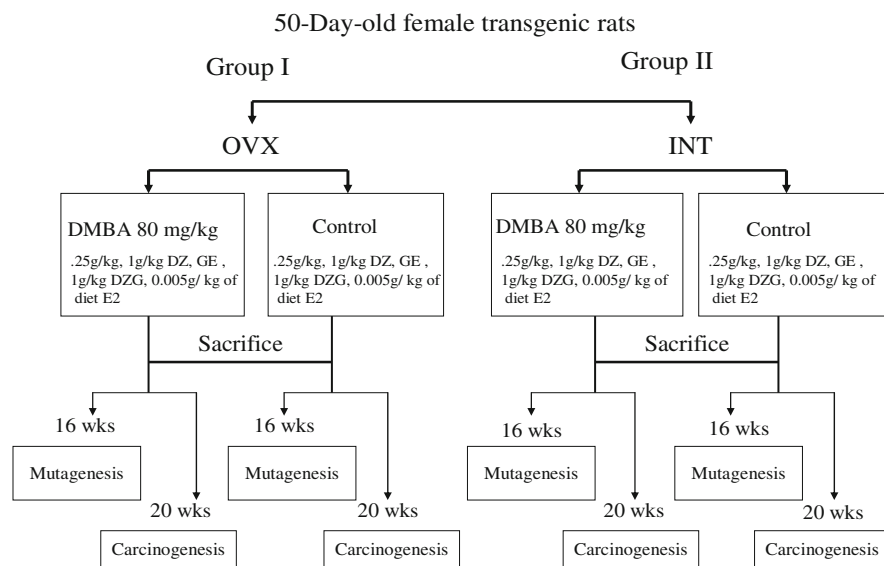 50-Day-old female transgenic rats
Group I
Group II
OVX
INT
DMBA 80 mg/kg
.25g/kg, 1g/kg DZ, GE ,
1g/kg DZG, 0.005g/ kg of
diet E2
Control
.25g/kg, 1g/kg DZ, GE ,
1g/kg DZG, 0.005g/ kg of
diet E2
DMBA 80 mg/kg
.25g/kg, 1g/kg DZ, GE ,
1g/kg DZG, 0.005g/ kg of
diet E2
Control
.25g/kg, 1g/kg DZ, GE ,
1g/kg DZG, 0.005g/ kg of
diet E2
Sacrifice
Sacrifice
16 wks
16 wks
16 wks
16 wks
Mutagenesis
Mutagenesis
Mutagenesis
Mutagenesis
20 wks
20 wks
20 wks
20 wks
Carcinogenesis
Carcinogenesis
Carcinogenesis
Carcinogenesis